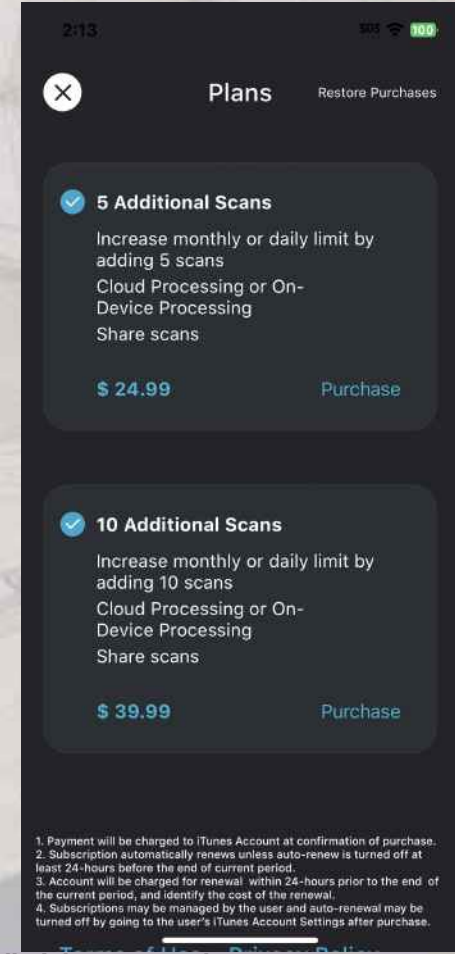 2:13
SOS
100
Plans
Restore Purchases
5 Additional Scans
Increase monthly or daily limit by
adding 5 scans
Cloud Processing or On-
Device Processing
Share scans
$ 24.99
Purchase
10 Additional Scans
Increase monthly or daily limit by
adding 10 scans
Cloud Processing or On-
Device Processing
Share scans
$ 39.99
Purchase
1. Payment will be charged to iTunes Account at confirmation of purchase.
2. Subscription automatically renews unless auto-renew is turned off at
least 24-hours before the end of current period.
3. Account will be charged for renewal within 24-hours prior to the end of
the current period, and identify the cost of the renewal.
4. Subscriptions may be managed by the user and auto-renewal may be
turned off by going to the user's iTunes Account Settings after purchase.
Terms of Use Privacy Policy